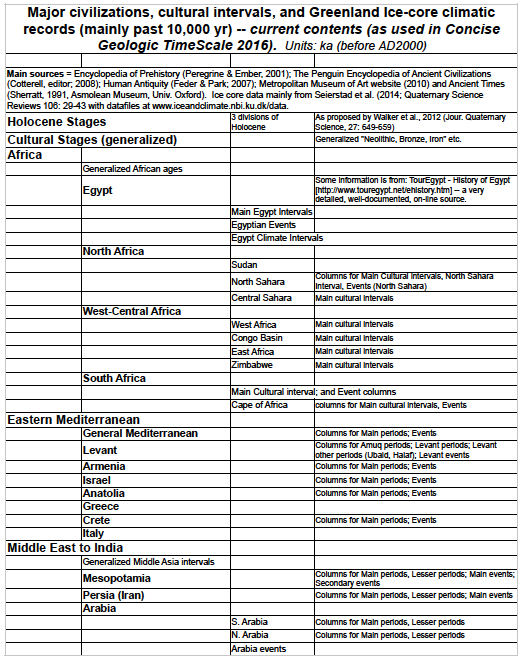 Major civilizations, cultural intervals, and Greenland Ice-core climatic
records (mainly past 10,000 yr) -- current contents (as used in Concise
Geologic TimeScale 2016). Units: ka (before AD2000)
Main sources = Encyclopedia of Prehistory (Peregrine & Ember, 2001); The Penguin Encyclopedia of Ancient Civilizations
(Cotterell, editor; 2008); Human Antiquity (Feder & Park; 2007); Metropolitan Museum of Art website (2010) and Ancient Times
(Sherratt, 1991, Asmolean Museum, Univ. Oxford). Ice core data mainly from Seierstad et al. (2014; Quaternary Science
Reviews 106: 29-43 with datafiles at www.iceandclimate.nbi.ku.dk/data.
Holocene Stages
3 divisions of
Holocene
As proposed by Walker et al., 2012 (Jour. Quaternary
Science, 27: 649-659)
Cultural Stages (generalized)
Generalized "Neolithic, Bronze, Iron" etc.
Africa
Generalized African ages
Egypt
Some information is from: TourEgypt - History of Egypt
[http://www.touregypt.net/ehistory.htm] -- a very
detailed, well-documented, on-line source.
Main Egypt Intervals
Egyptian Events
Egypt Climate Intervals
North Africa
Sudan
North Sahara
Columns for Main Cultural Intervals, North Sahara
Interval, Events (North Sahara)
Central Sahara
Main cultural Intervals
West-Central Africa
West Africa
Main cultural Intervals
Congo Basin
Main cultural Intervals
East Africa
Main cultural Intervals
Zimbabwe
Main cultural Intervals
South Africa
Main Cultural interval; and Event columns
Cape of Africa
columns for Main cultural Intervals, Events
Eastern Mediterranean
General Mediterranean
Columns for Main periods; Events
Levant
Columns for Amuq periods; Levant periods; Levant
other periods (Ubaid, Halaf); Levant events
Armenia
Columns for Main periods; Events
Israel
Columns for Main periods; Events
Anatolia
Columns for Main periods; Events
Greece
Crete
Columns for Main periods; Events
Italy
Middle East to India
Generalized Middle Asia intervals
Mesopotamia
Columns for Main periods, Lesser periods; Main events;
Secondary events
Persia (Iran)
Columns for Main periods, Lesser periods; Main events
Arabia
S. Arabia
Columns for Main periods, Lesser periods
N. Arabia
Columns for Main periods, Lesser periods
Arabia events